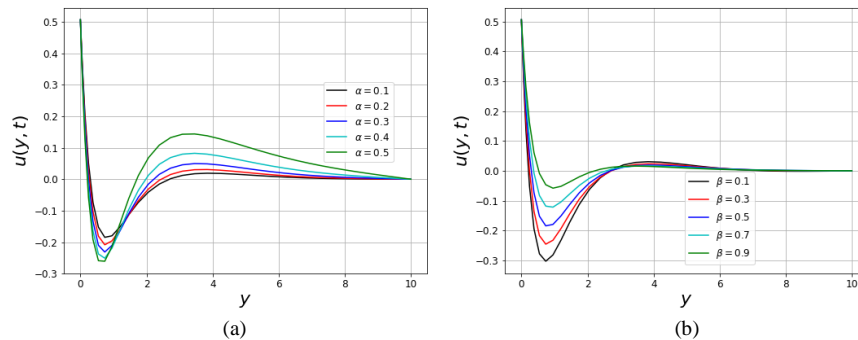 0.5
0.4
0.3
0.2
0.1
0.0
−0.1
−0.2
−0.3
u(y, t)
0
2
4
6
8
10
y
α = 0.1
α = 0.2
α = 0.3
α = 0.4
α = 0.5
(a)
0.5
0.4
0.3
0.2
0.1
0.0
−0.1
−0.2
−0.3
u(y, t)
0
2
4
6
8
10
y
β = 0.1
β = 0.3
β = 0.5
β = 0.7
β = 0.9
(b)